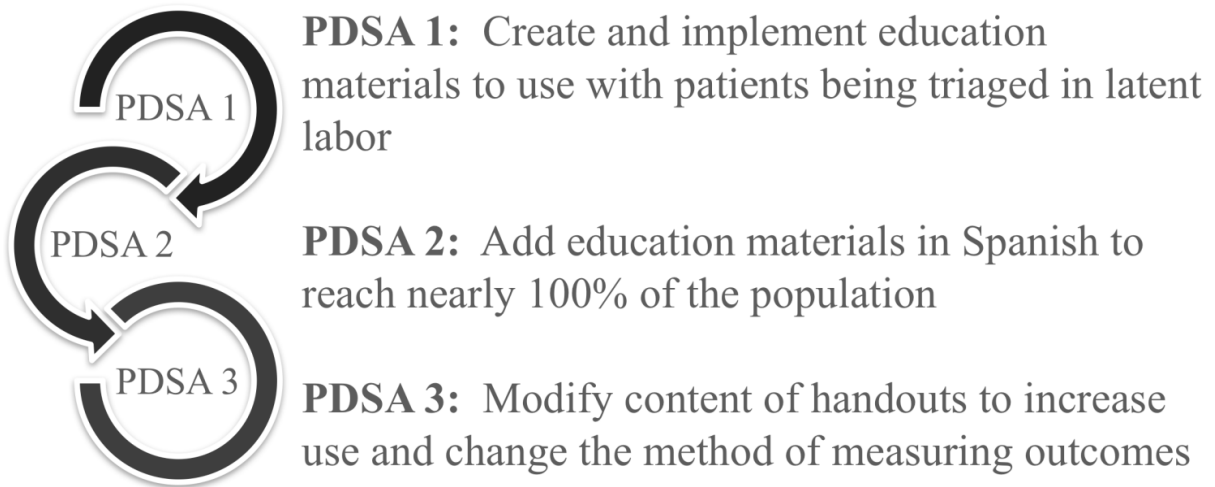 PDSA 1
PDSA 1: Create and implement education
materials to use with patients being triaged in latent
labor
PDSA 2
PDSA 2: Add education materials in Spanish to
reach nearly 100% of the population
PDSA 3
PDSA 3: Modify content of handouts to increase
use and change the method of measuring outcomes